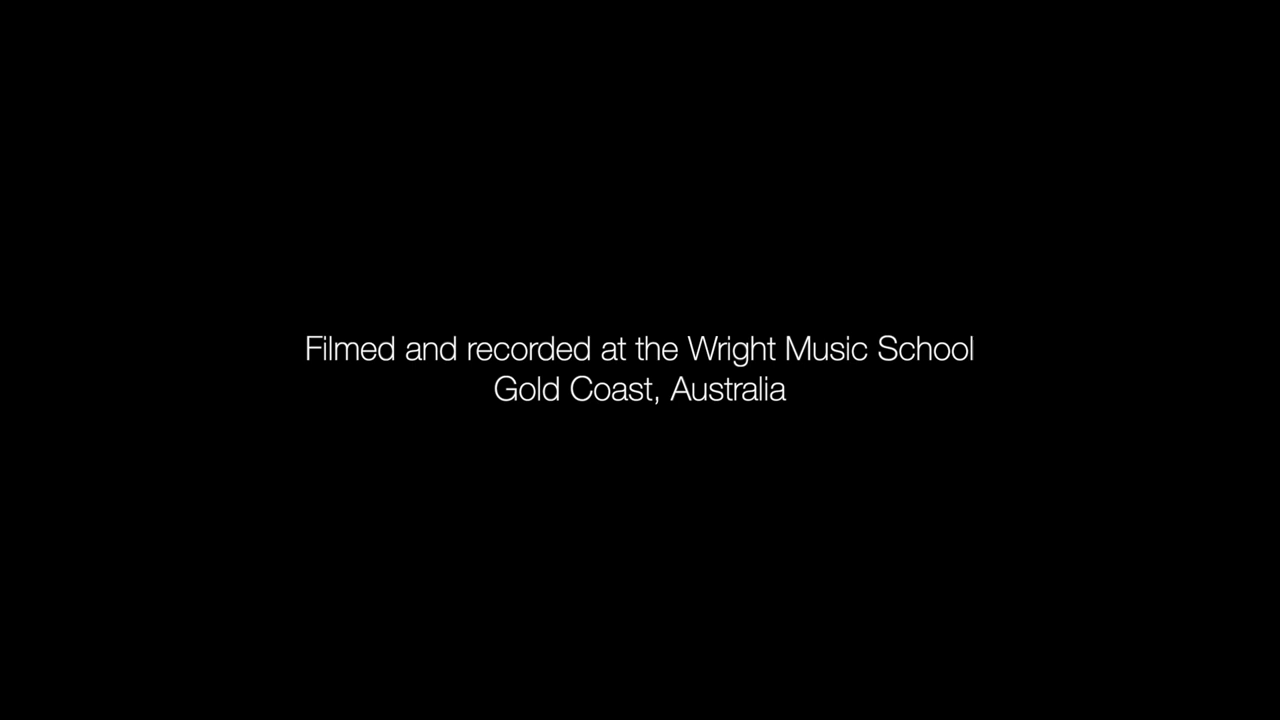 Filmed and recorded at the Wright Music School
Gold Coast, Australia